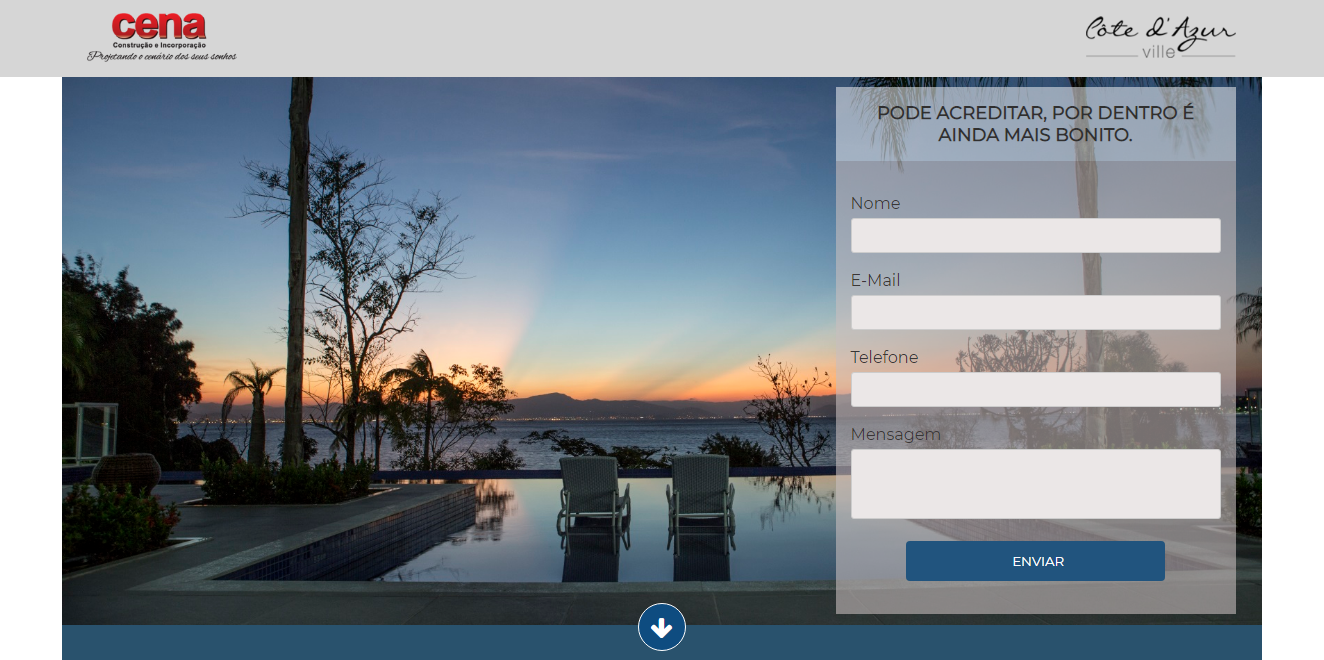 cena
Construção e Incorporação
Projetando o cenário dos seus sonhos
Côte d'Azur
ville
PODE ACREDITAR, POR DENTRO É
AINDA MAIS BONITO.
Nome
E-Mail
Telefone
Mensagem
ENVIAR